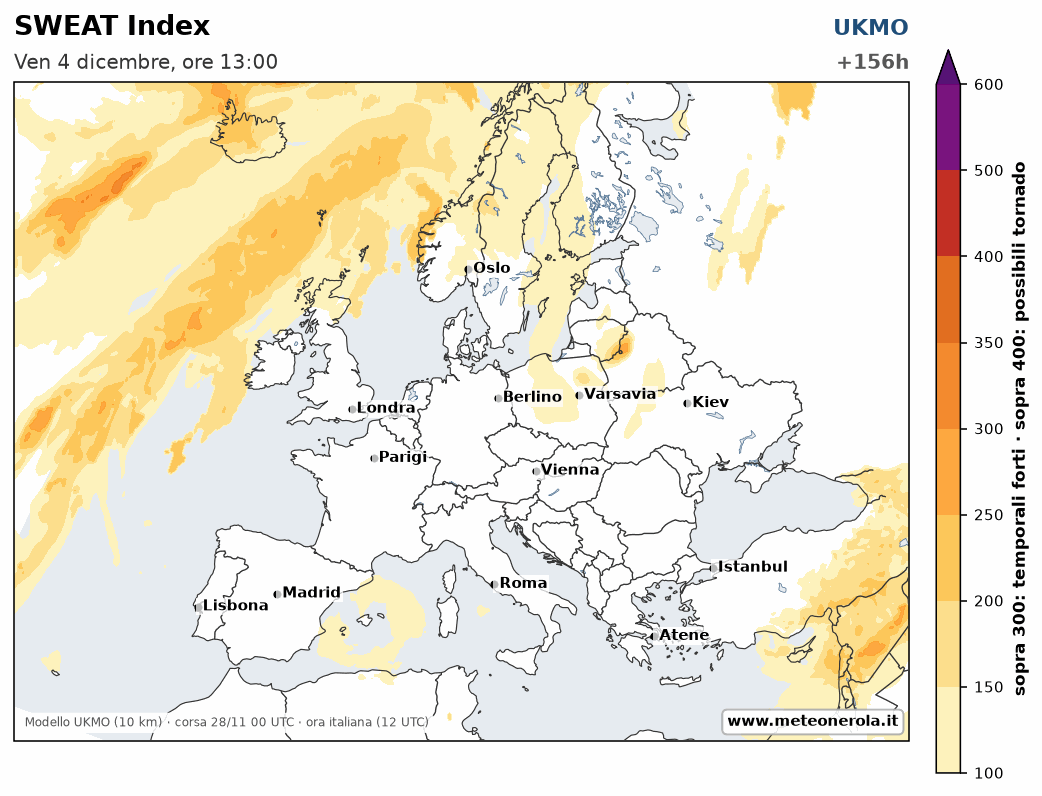 SWEAT Index
UKMO
Ven 4 dicembre, ore 13:00
+156h
600
500
400
350
300
250
200
150
100
sopra 300: temporali forti · sopra 400: possibili tornado
Oslo
Berlino
Varsavia
Kiev
Londra
Parigi
Vienna
Istanbul
Roma
Madrid
Lisbona
Atene
Modello UKMO (10 km) · corsa 28/11 00 UTC · ora italiana (12 UTC)
www.meteonerola.it